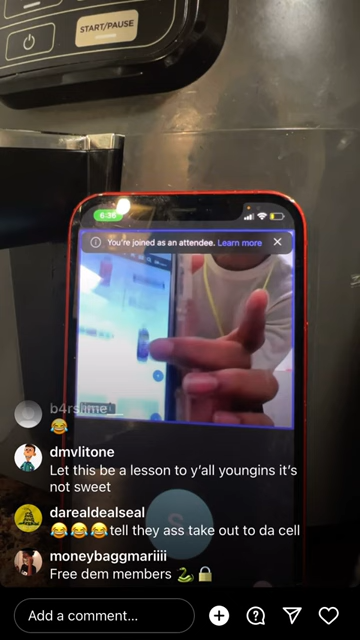 START/PAUSE
6:36
You're joined as an attendee. Learn more
b4rslime
😂
dmvlitone
Let this be a lesson to y'all youngins it's
not sweet
darealdealseal
😂😂😂tell they ass take out to da cell
moneybaggmariiii
Free dem members 🐍🔒
Add a comment…